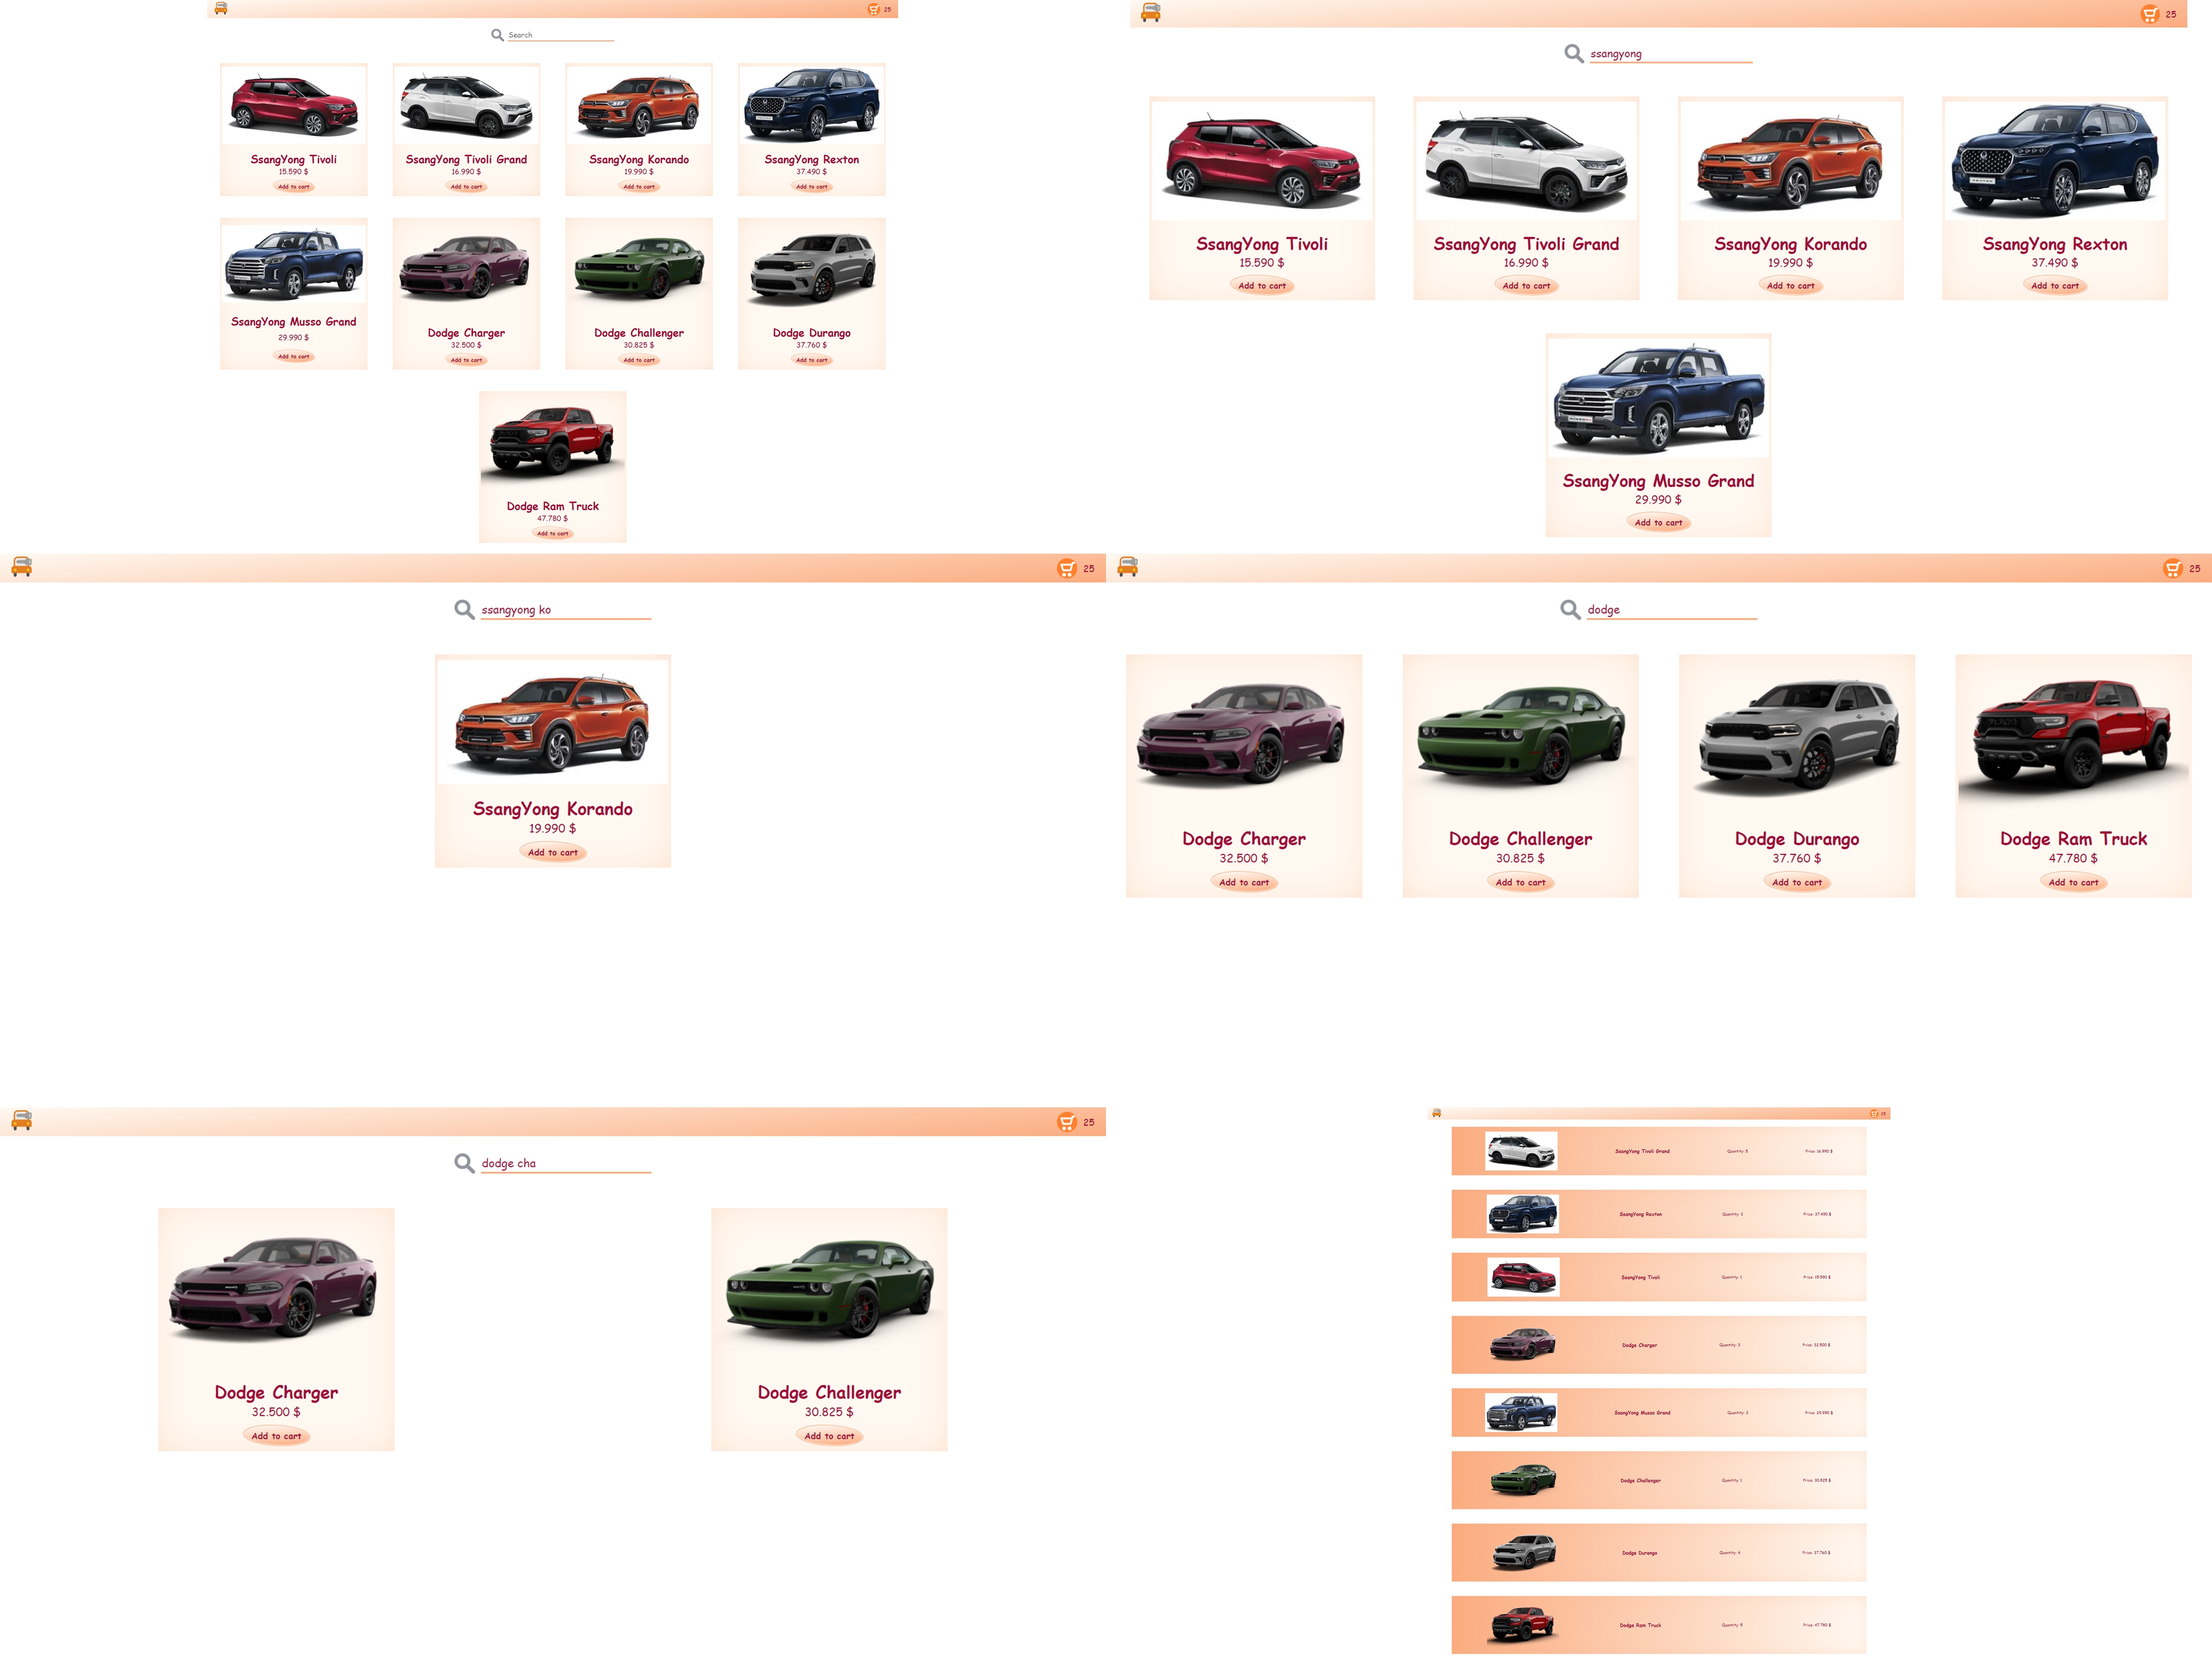 25
Search
SsangYong Tivoli
15.590 $
Add to cart
SsangYong Tivoli Grand
16.990 $
Add to cart
SsangYong Korando
19.990 $
Add to cart
SsangYong Rexton
37.490 $
Add to cart
SsangYong Musso Grand
29.990 $
Add to cart
Dodge Charger
32.500 $
Add to cart
Dodge Challenger
30.825 $
Add to cart
Dodge Durango
37.760 $
Add to cart
Dodge Ram Truck
47.780 $
Add to cart
25
ssangyong
SsangYong Tivoli
15.590 $
Add to cart
SsangYong Tivoli Grand
16.990 $
Add to cart
SsangYong Korando
19.990 $
Add to cart
SsangYong Rexton
37.490 $
Add to cart
SsangYong Musso Grand
29.990 $
Add to cart
25
ssangyong ko
SsangYong Korando
19.990 $
Add to cart
25
dodge
Dodge Charger
32.500 $
Add to cart
Dodge Challenger
30.825 $
Add to cart
Dodge Durango
37.760 $
Add to cart
Dodge Ram Truck
47.780 $
Add to cart
25
dodge cha
Dodge Charger
32.500 $
Add to cart
Dodge Challenger
30.825 $
Add to cart
25
SsangYong Tivoli Grand
Quantity: 5
Price: 16.990 $
SsangYong Rexton
Quantity: 3
Price: 37.490 $
SsangYong Tivoli
Quantity: 1
Price: 15.590 $
Dodge Charger
Quantity: 3
Price: 32.500 $
SsangYong Musso Grand
Quantity: 3
Price: 29.990 $
Dodge Challenger
Quantity: 1
Price: 30.825 $
Dodge Durango
Quantity: 4
Price: 37.760 $
Dodge Ram Truck
Quantity: 5
Price: 47.780 $